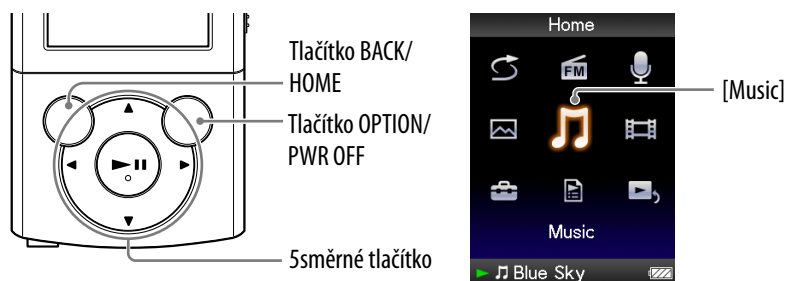 Tlačítko BACK/
HOME
Tlačítko OPTION/
PWR OFF
5směrné tlačítko
Home
FM
[Music]
Music
Blue Sky